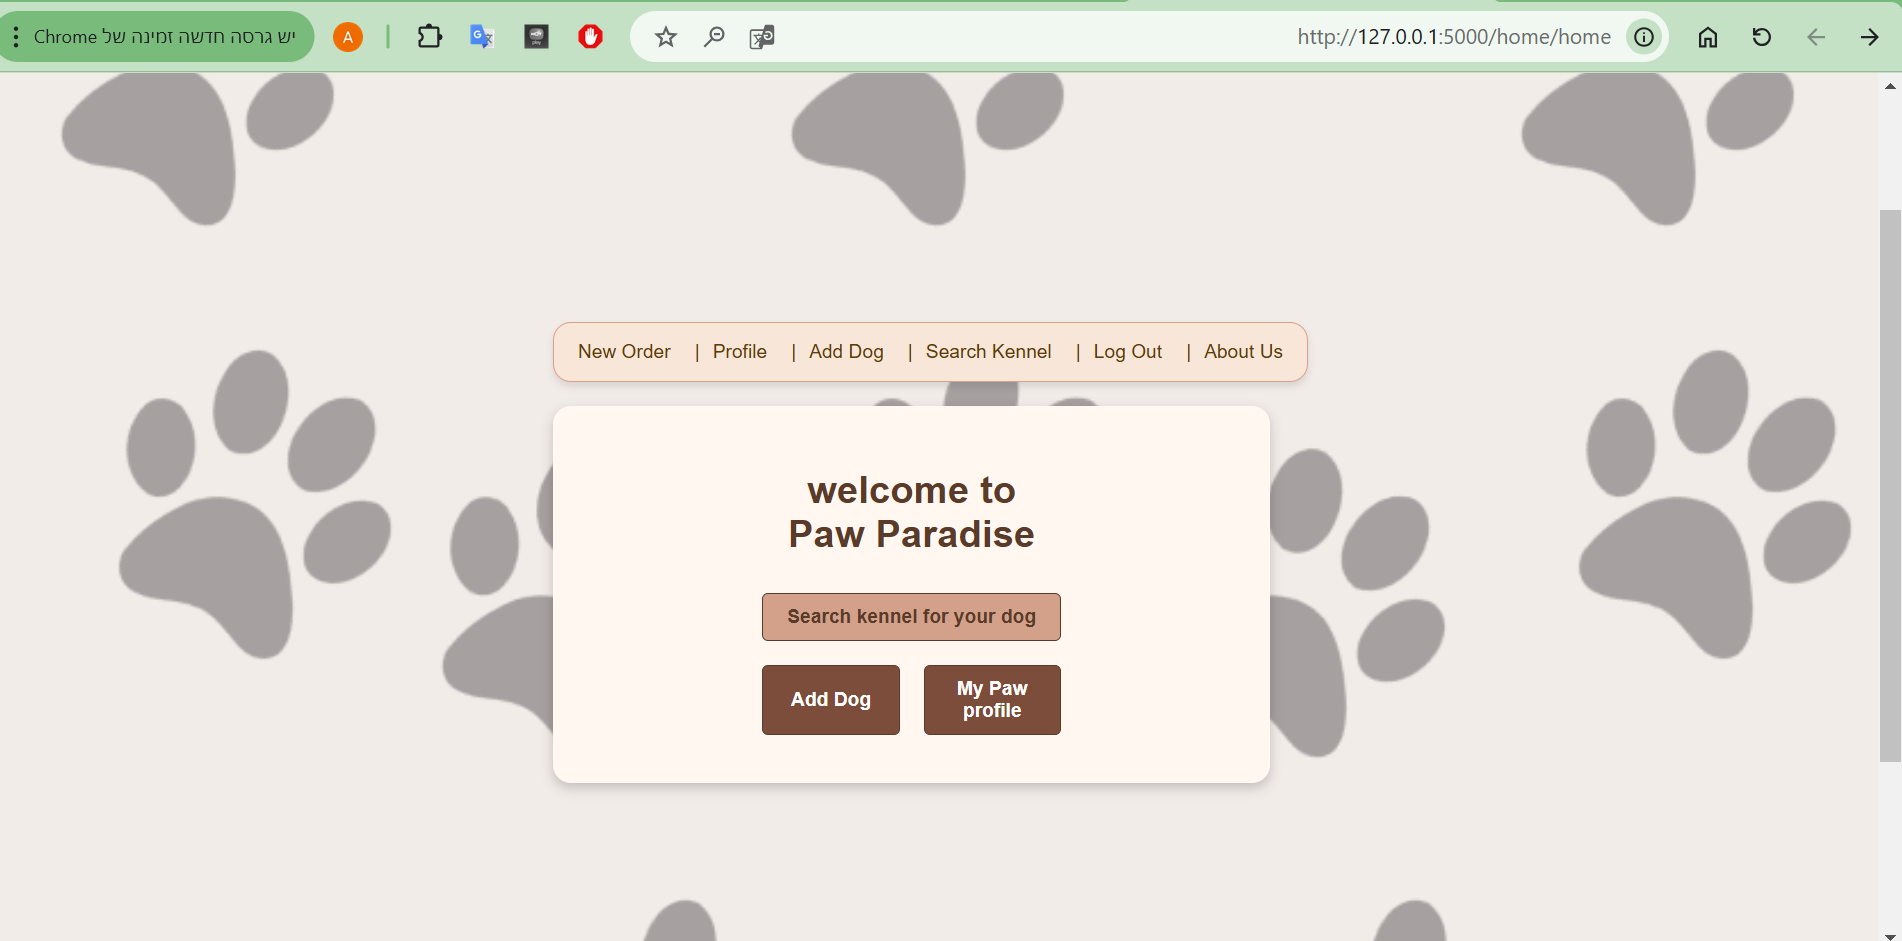 יש גרסה חדשה זמינה של Chrome
A
http://127.0.0.1:5000/home/home
New Order | Profile | Add Dog | Search Kennel | Log Out | About Us
welcome to
Paw Paradise
Search kennel for your dog
Add Dog
My Paw
profile